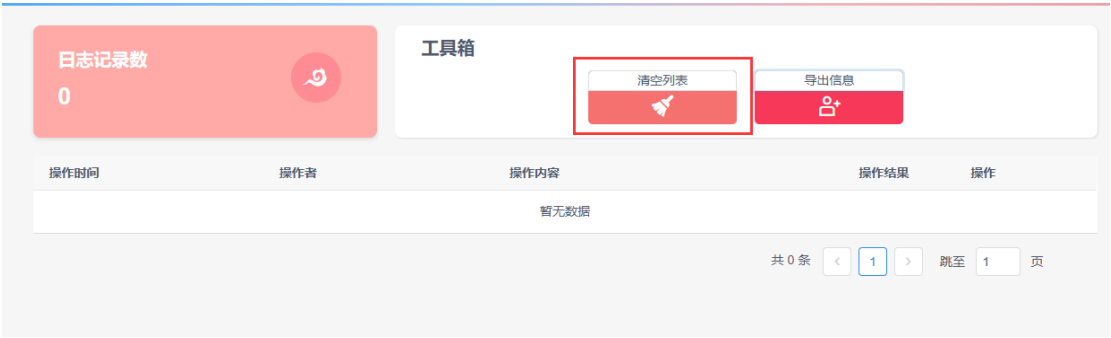 日志记录数
0
工具箱
清空列表
导出信息
操作时间 操作者 操作内容 操作结果 操作
暂无数据
共 0 条 < 1 > 跳至 1 页